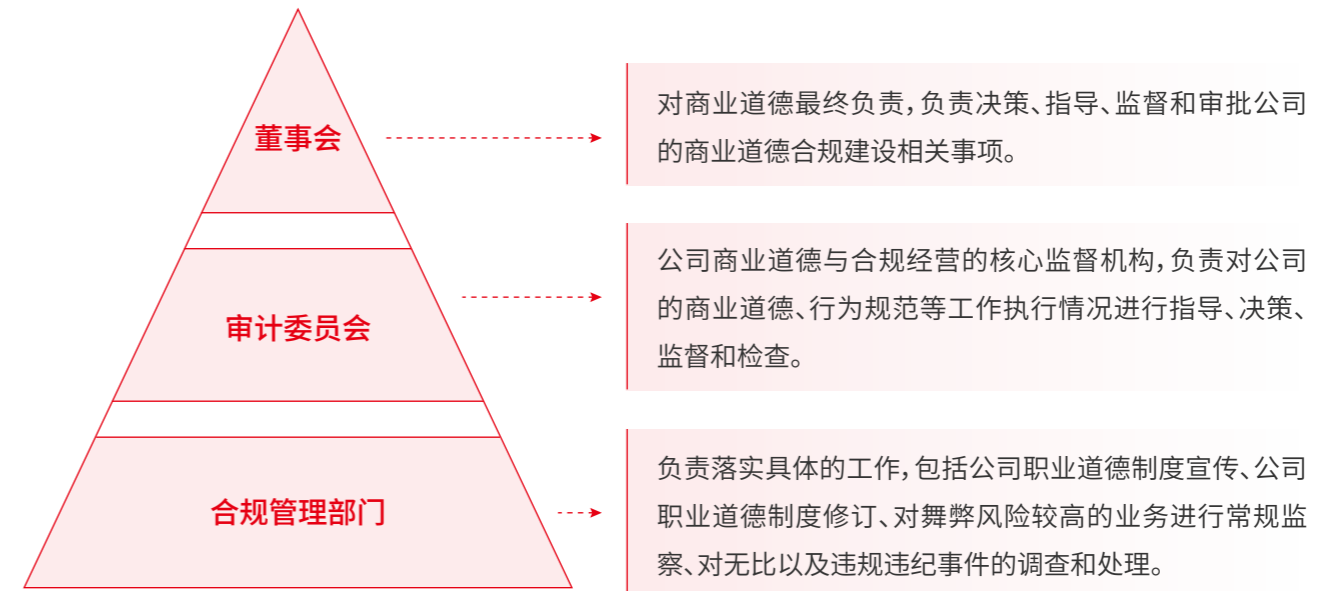 董事会
对商业道德最终负责，负责决策、指导、监督和审批公司
的商业道德合规建设相关事项。
审计委员会
公司商业道德与合规经营的核心监督机构，负责对公司
的商业道德、行为规范等工作执行情况进行指导、决策、
监督和检查。
合规管理部门
负责落实具体的工作，包括公司职业道德制度宣传、公司
职业道德制度修订、对舞弊风险较高的业务进行常规监
察、对无比以及违规违纪事件的调查和处理。